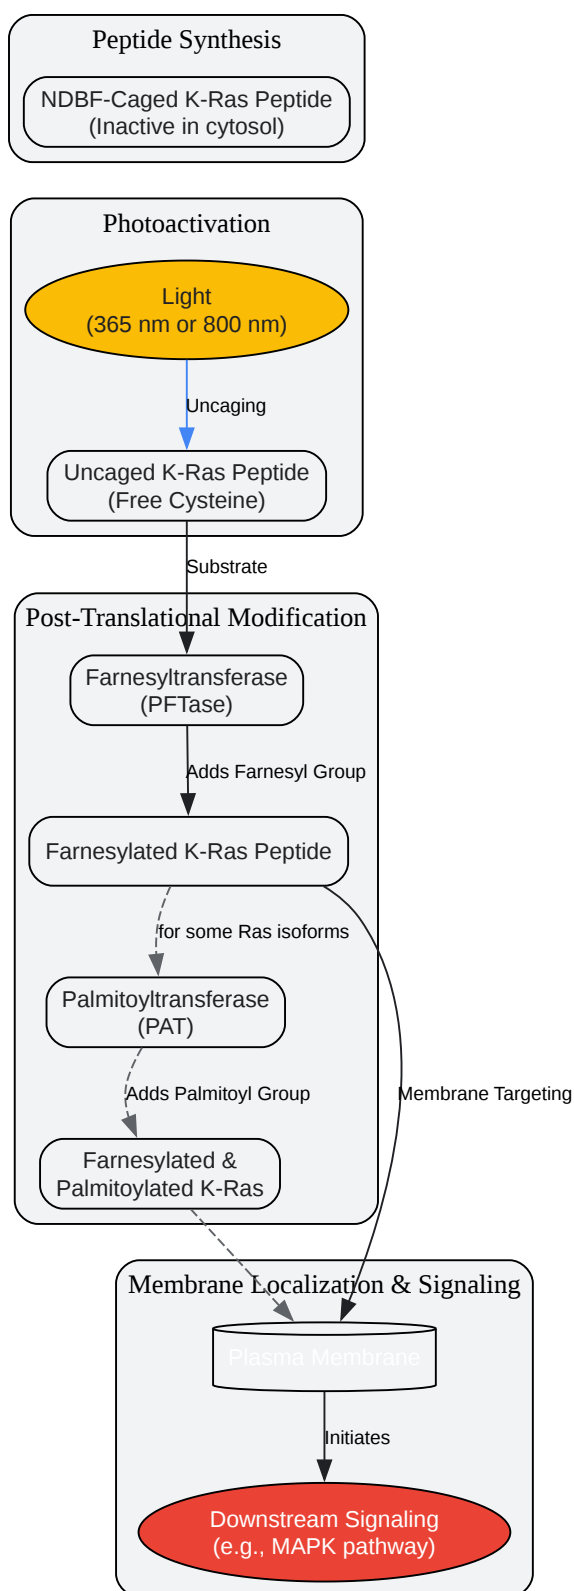 Peptide Synthesis
NDBF-Caged K-Ras Peptide
(Inactive in cytosol)
Photoactivation
Light
(365 nm or 800 nm)
Uncaging
Uncaged K-Ras Peptide
(Free Cysteine)
Substrate
Post-Translational Modification
Farnesyltransferase
(PFTase)
Adds Farnesyl Group
Farnesylated K-Ras Peptide
for some Ras isoforms
Palmitoyltransferase
(PAT)
Adds Palmitoyl Group
Membrane Targeting
Farnesylated &
Palmitoylated K-Ras
Membrane Localization & Signaling
Plasma Membrane
Initiates
Downstream Signaling
(e.g., MAPK pathway)